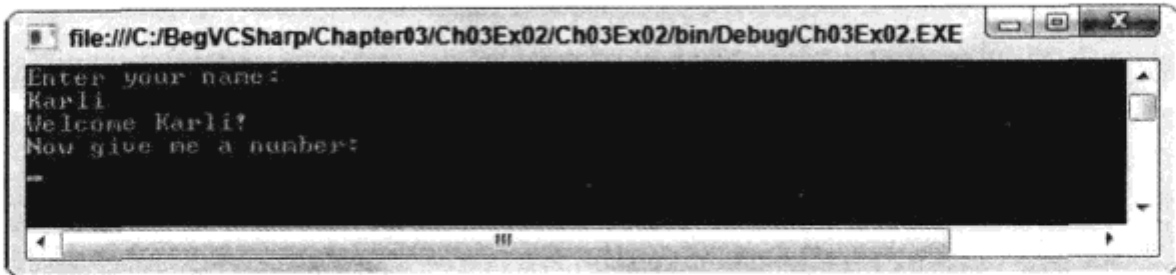 file:///C:/BegVCSharp/Chapter03/Ch03Ex02/Ch03Ex02/bin/Debug/Ch03Ex02.EXE
Enter your name:
Karli
Welcome Karli!
Now give me a number: